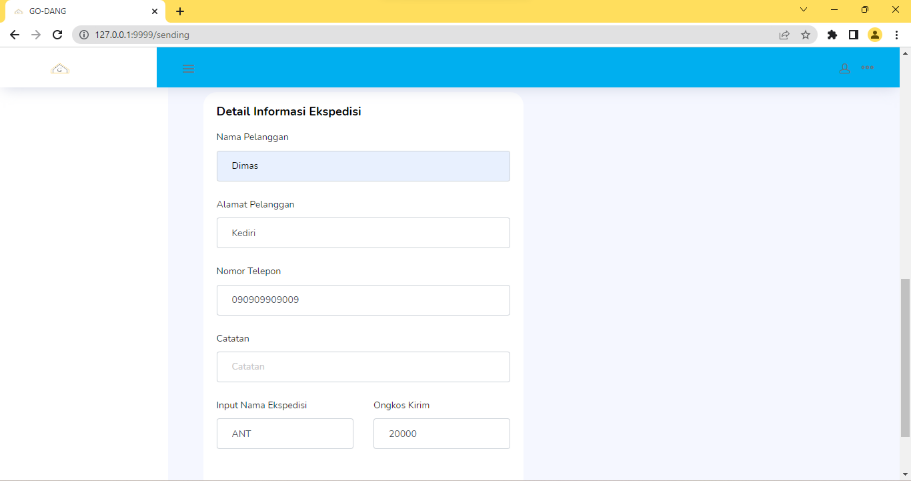 GO-DANG
127.0.0.1:9999/sending
Detail Informasi Ekspedisi
Nama Pelanggan
Dimas
Alamat Pelanggan
Kediri
Nomor Telepon
090909909009
Catatan
Catatan
Input Nama Ekspedisi
Ongkos Kirim
ANT
20000